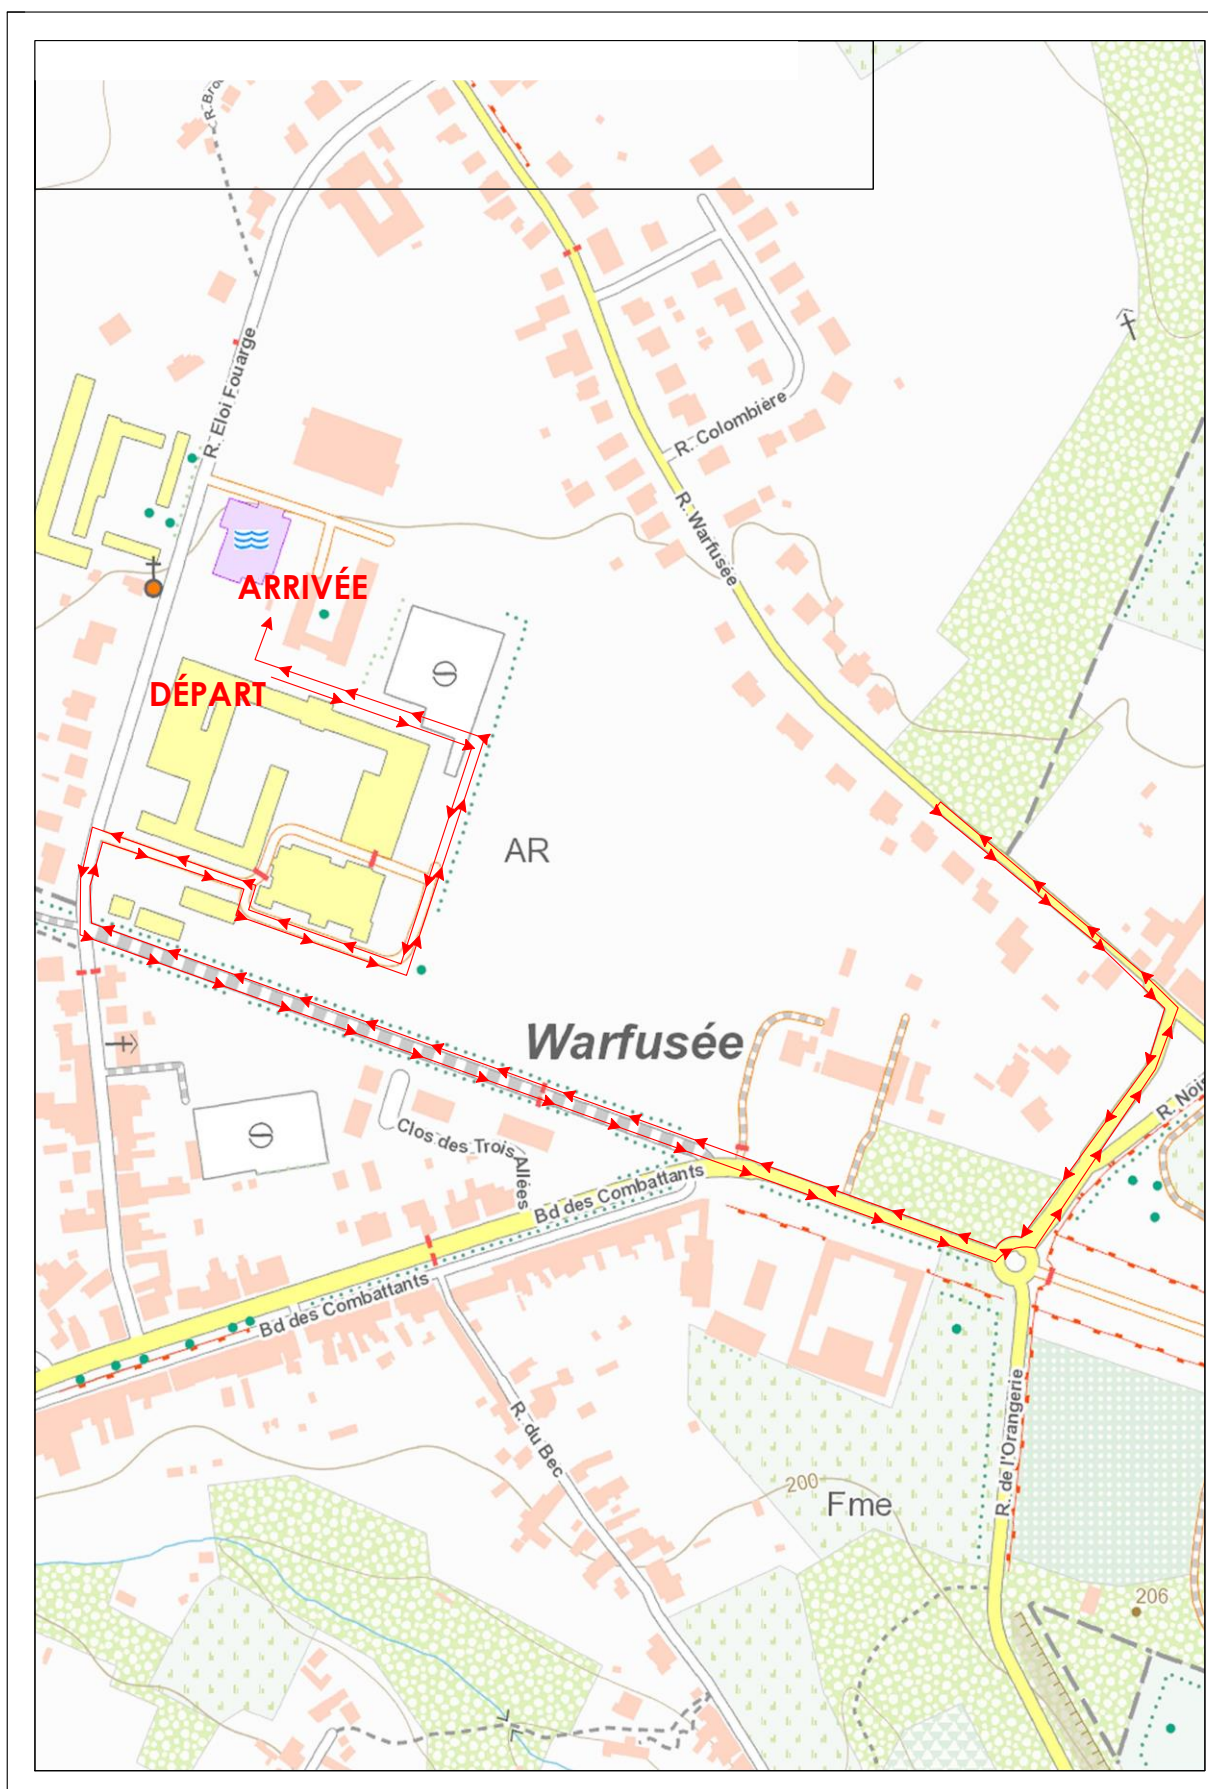 R. Bro
R. Eloi Fouarge
R. Colombière
R. Warfusée
ARRIVÉE
DÉPART
AR
Warfusée
R. Noir
Clos des Trois
Allées
Bd des Combattants
Bd des Combattants
R. du Bec
R. de l'Orangerie
200
Fme
206